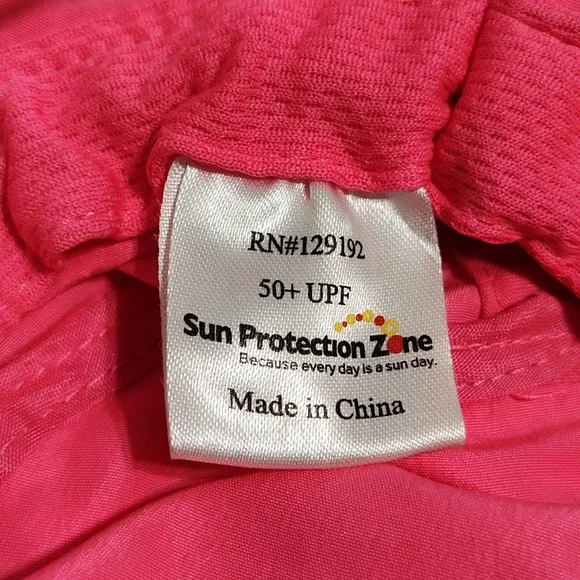 RN#129192
50+ UPF
Sun Protection Zone
Because every day is a sun day.
Made in China